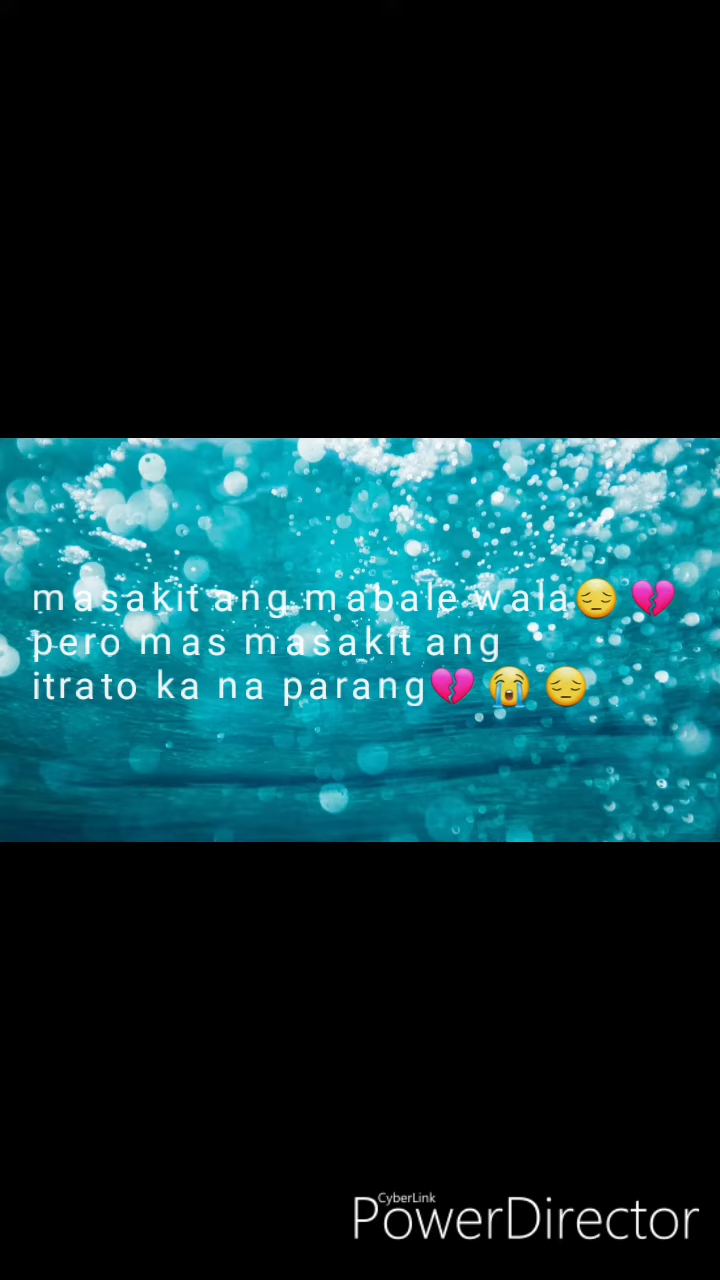 masakit ang mabale wala😔 💔
pero mas masakit ang
itrato ka na parang💔 😭 😔
CyberLink
PowerDirector